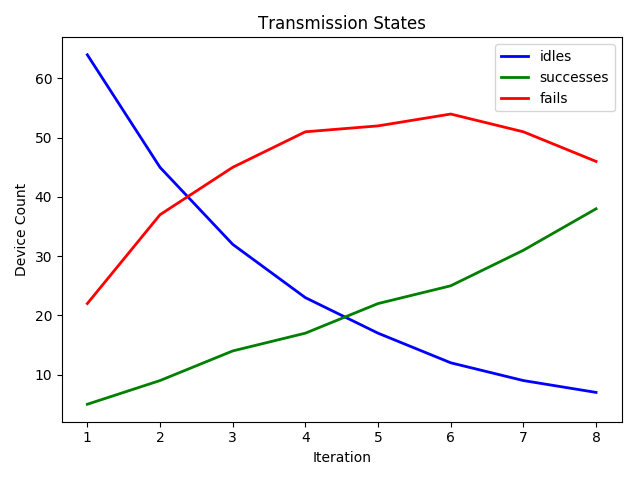 Transmission States
idles
successes
fails
60
50
40
30
20
10
Device Count
1 2 3 4 5 6 7 8
Iteration